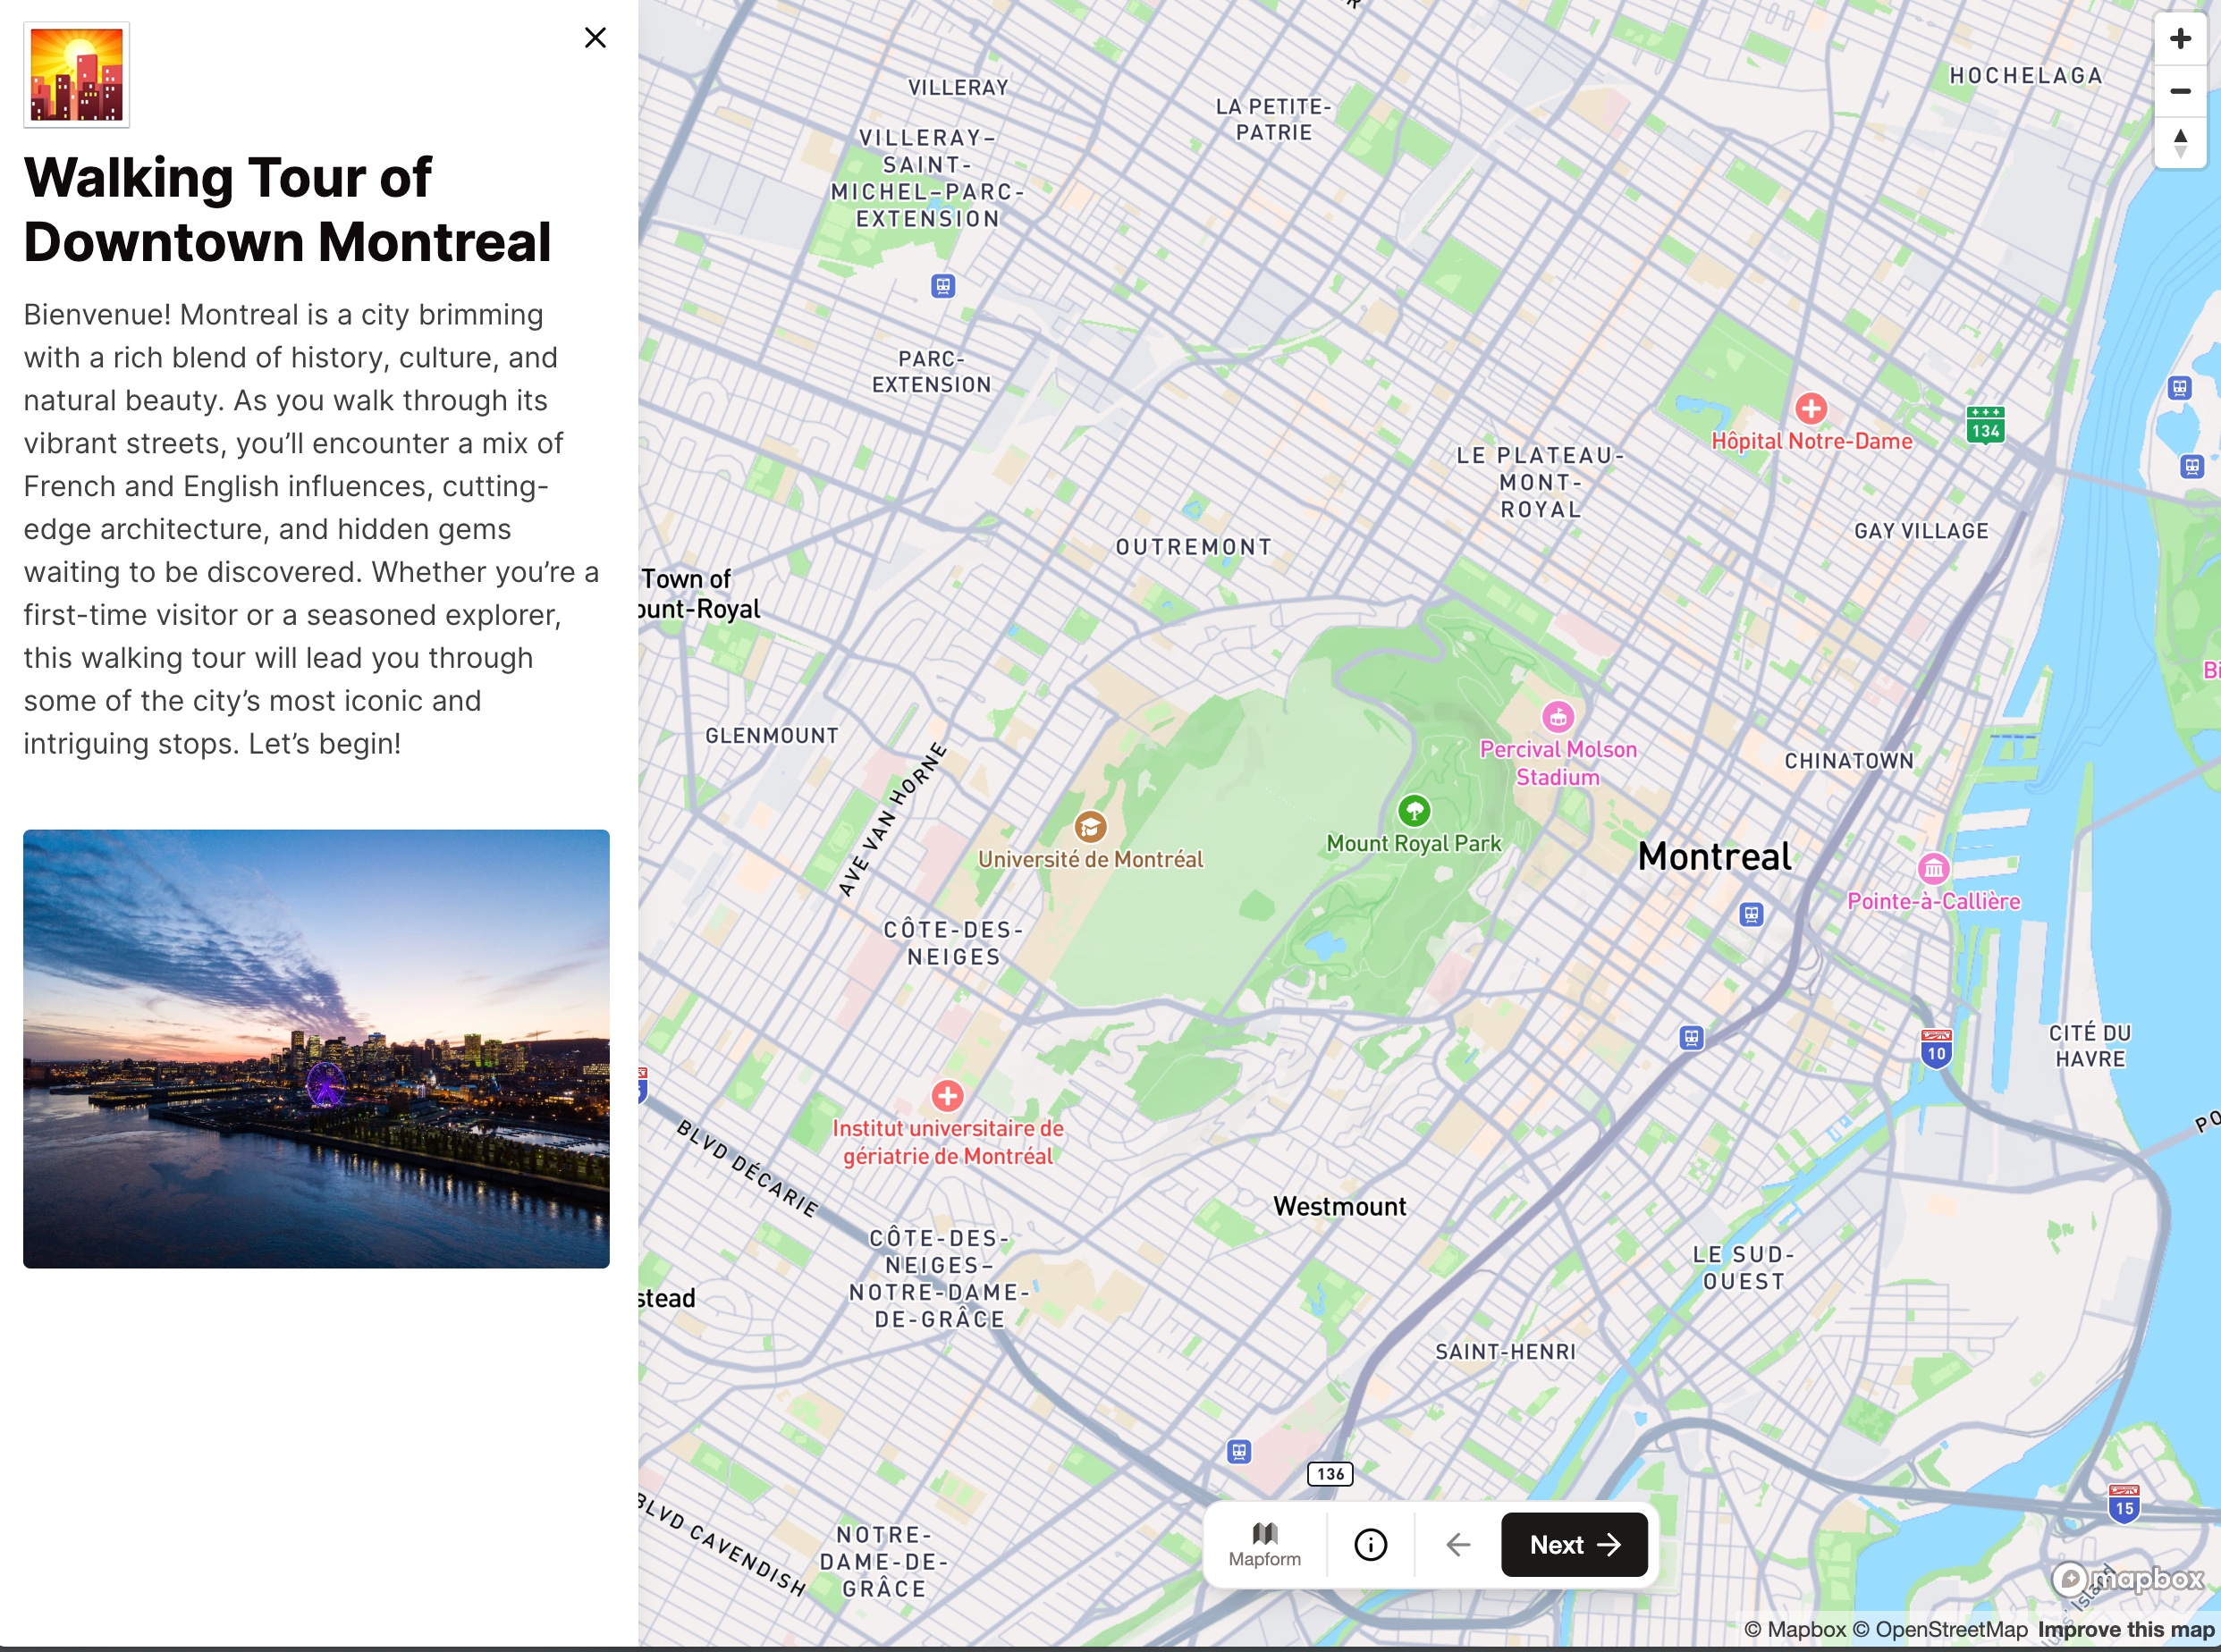 Walking Tour of
Downtown Montreal
Bienvenue! Montreal is a city brimming
with a rich blend of history, culture, and
natural beauty. As you walk through its
vibrant streets, you’ll encounter a mix of
French and English influences, cutting-
edge architecture, and hidden gems
waiting to be discovered. Whether you’re a
first-time visitor or a seasoned explorer,
this walking tour will lead you through
some of the city’s most iconic and
intriguing stops. Let’s begin!
VILLERAY
VILLERAY–
SAINT-
MICHEL–PARC-
EXTENSION
LA PETITE-
PATRIE
HOCHELAGA
PARC-
EXTENSION
Hôpital Notre-Dame
134
LE PLATEAU-
MONT-
ROYAL
GAY VILLAGE
OUTREMONT
Town of
ount-Royal
GLENMOUNT
AVE VAN HORNE
Percival Molson
Stadium
CHINATOWN
Mount Royal Park
Université de Montréal
Montreal
Pointe-à-Callière
CÔTE-DES-
NEIGES
10
CITÉ DU
HAVRE
Institut universitaire de
gériatrie de Montréal
BLVD DÉCARIE
Westmount
CÔTE-DES-
NEIGES–
NOTRE-DAME-
DE-GRÂCE
LE SUD-
OUEST
stead
SAINT-HENRI
136
15
BLVD CAVENDISH
NOTRE-
DAME-DE-
GRÂCE
Mapform
Next
mapbox
Island
© Mapbox © OpenStreetMap Improve this map